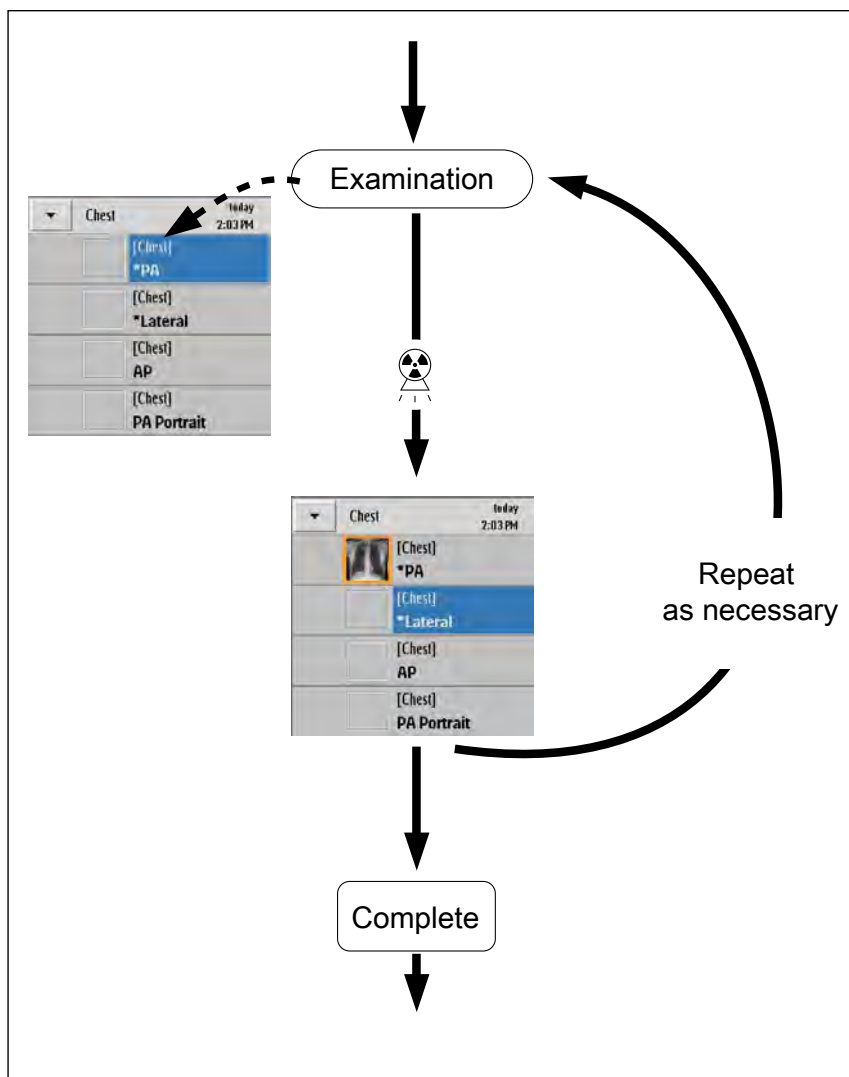 Examination
Chest
today
2:03 PM
[Chest]
*PA
[Chest]
*Lateral
[Chest]
AP
[Chest]
PA Portrait
Chest
today
2:03 PM
[Chest]
*PA
[Chest]
*Lateral
[Chest]
AP
[Chest]
PA Portrait
Repeat
as necessary
Complete